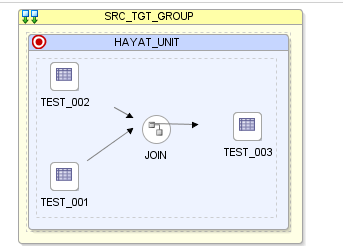 SRC_TGT_GROUP
HAYAT_UNIT
TEST_002
JOIN
TEST_003
TEST_001